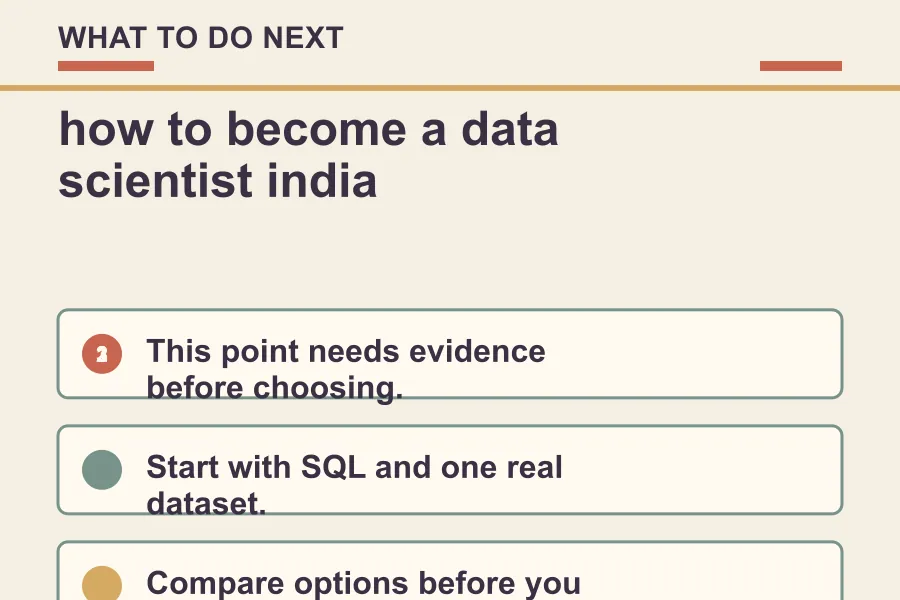 WHAT TO DO NEXT
how to become a data
scientist india
This point needs evidence
before choosing.
Start with SQL and one real
dataset.
Compare options before you